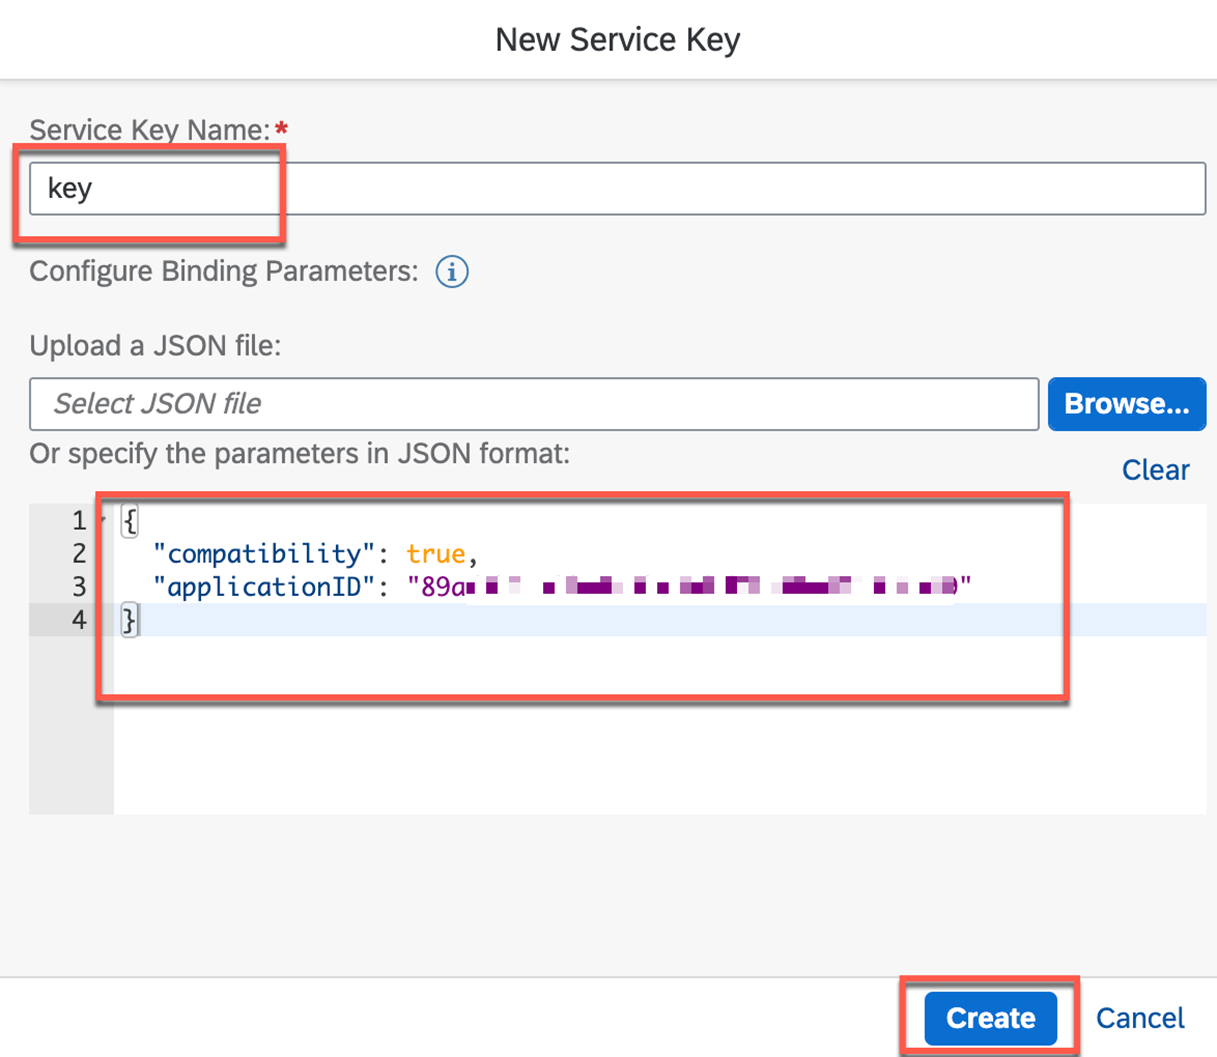 New Service Key
Service Key Name:*
key
Configure Binding Parameters:
Upload a JSON file:
Select JSON file
Browse...
Or specify the parameters in JSON format:
Clear
1 {
2 "compatibility": true,
3 "applicationID": "89a
4 }
Create
Cancel